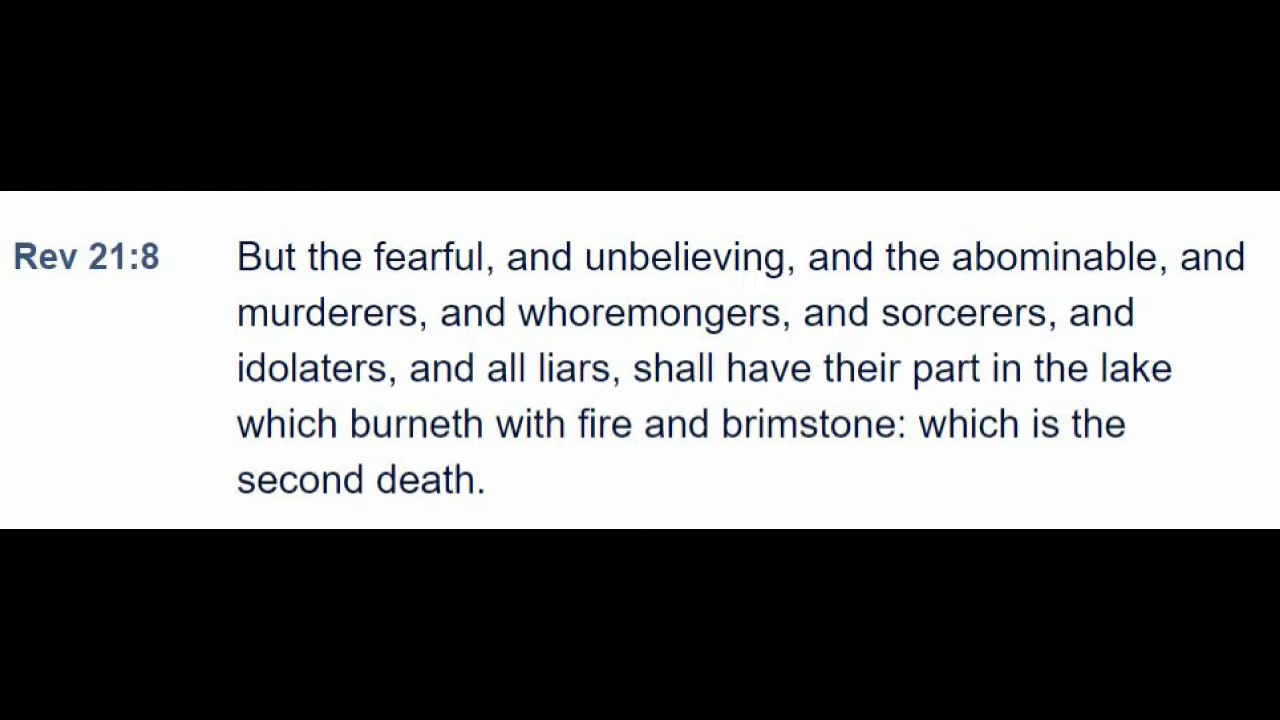 Rev 21:8 But the fearful, and unbelieving, and the abominable, and
murderers, and whoremongers, and sorcerers, and
idolaters, and all liars, shall have their part in the lake
which burneth with fire and brimstone: which is the
second death.